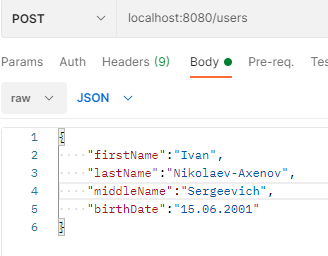 POST localhost:8080/users
Params Auth Headers (9) Body Pre-req.
raw JSON
1 {
2 "firstName":"Ivan",
3 "lastName":"Nikolaev-Axenov",
4 "middleName":"Sergeevich",
5 "birthDate":"15.06.2001"
6 }